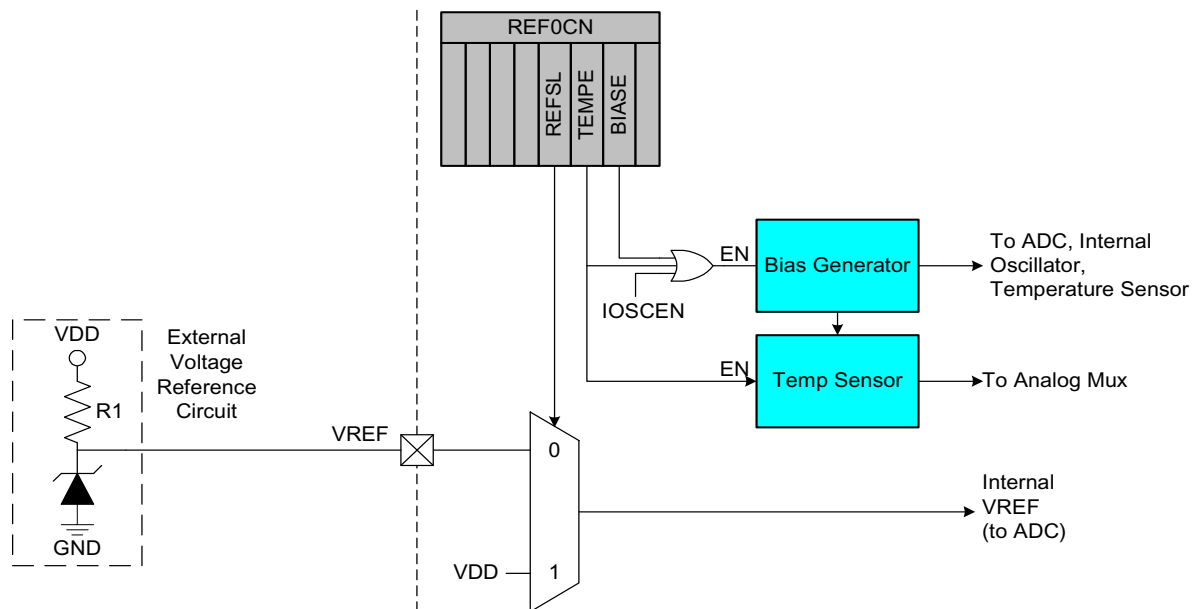 REF0CN
REFSL
TEMPE
BIASE
EN
Bias Generator
To ADC, Internal
Oscillator,
Temperature Sensor
IOSCEN
EN
Temp Sensor
To Analog Mux
VDD
R1
GND
External
Voltage
Reference
Circuit
VREF
0
1
VDD
Internal
VREF
(to ADC)